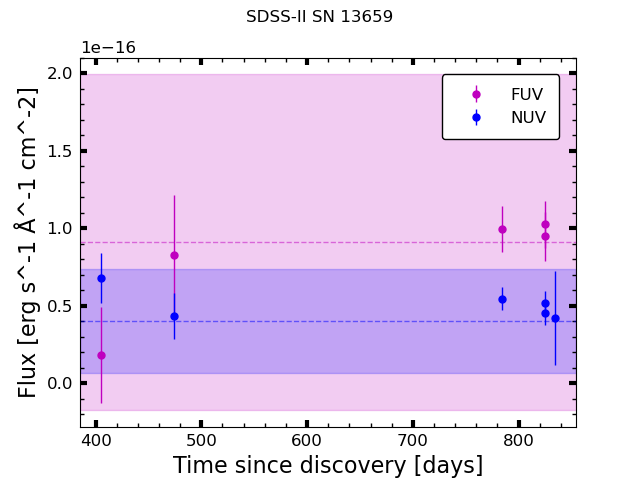 SDSS-II SN 13659
1e−16
FUV
NUV
2.0
1.5
1.0
0.5
0.0
Flux [erg s^-1 Å^-1 cm^-2]
400 500 600 700 800
Time since discovery [days]